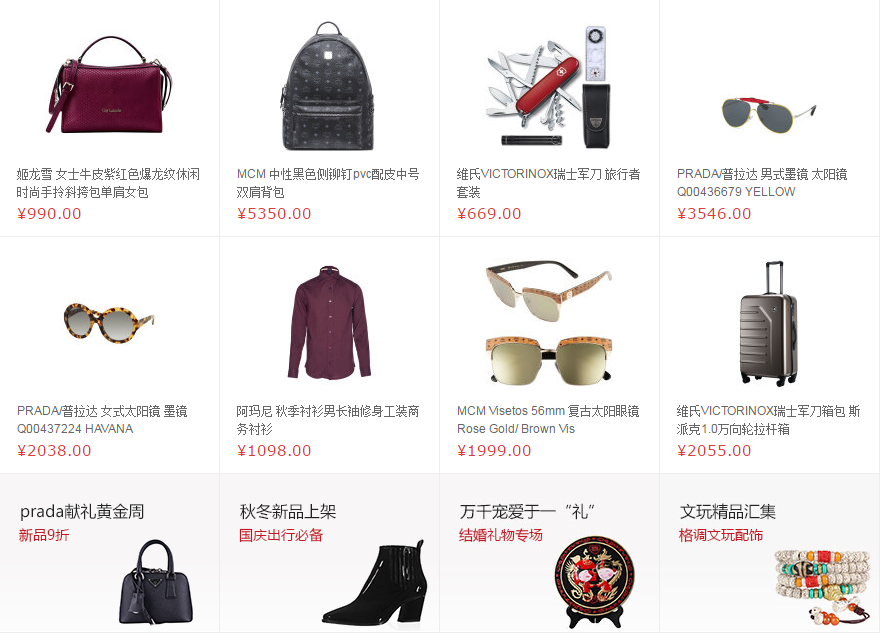 姬龙雪 女士牛皮紫红色爆龙纹休闲
时尚手拎斜挎包单肩女包
¥990.00
MCM 中性黑色侧铆钉pvc配皮中号
双肩背包
¥5350.00
维氏VICTORINOX瑞士军刀 旅行者
套装
¥669.00
PRADA/普拉达 男式墨镜 太阳镜
Q00436679 YELLOW
¥3546.00
PRADA/普拉达 女式太阳镜 墨镜
Q00437224 HAVANA
¥2038.00
阿玛尼 秋季衬衫男长袖修身工装商
务衬衫
¥1098.00
MCM Visetos 56mm 复古太阳眼镜
Rose Gold/ Brown Vis
¥1999.00
维氏VICTORINOX瑞士军刀箱包 斯
派克1.0万向轮拉杆箱
¥2055.00
prada献礼黄金周
新品9折
秋冬新品上架
国庆出行必备
万千宠爱于一“礼”
结婚礼物专场
文玩精品汇集
格调文玩配饰